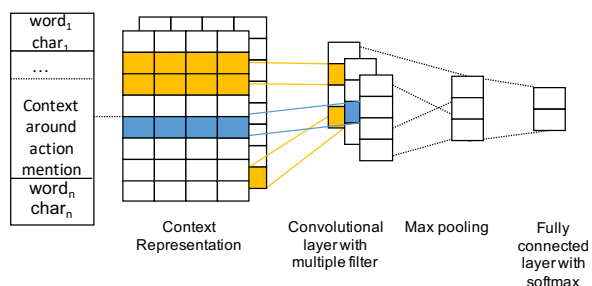 word1
char1
...
Context
around
action
mention
wordn
charn
Context
Representation
Convolutional
layer with
multiple filter
Max pooling
Fully
connected
layer with
softmax